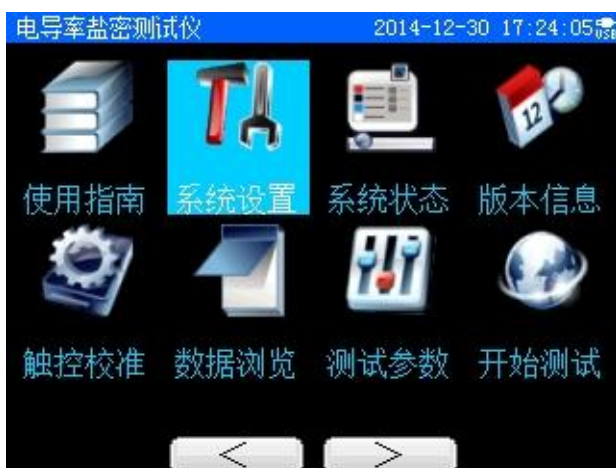 电导率盐密测试仪 2014-12-30 17:24:05 USB
使用指南 系统设置 系统状态 版本信息
触控校准 数据浏览 测试参数 开始测试
< >